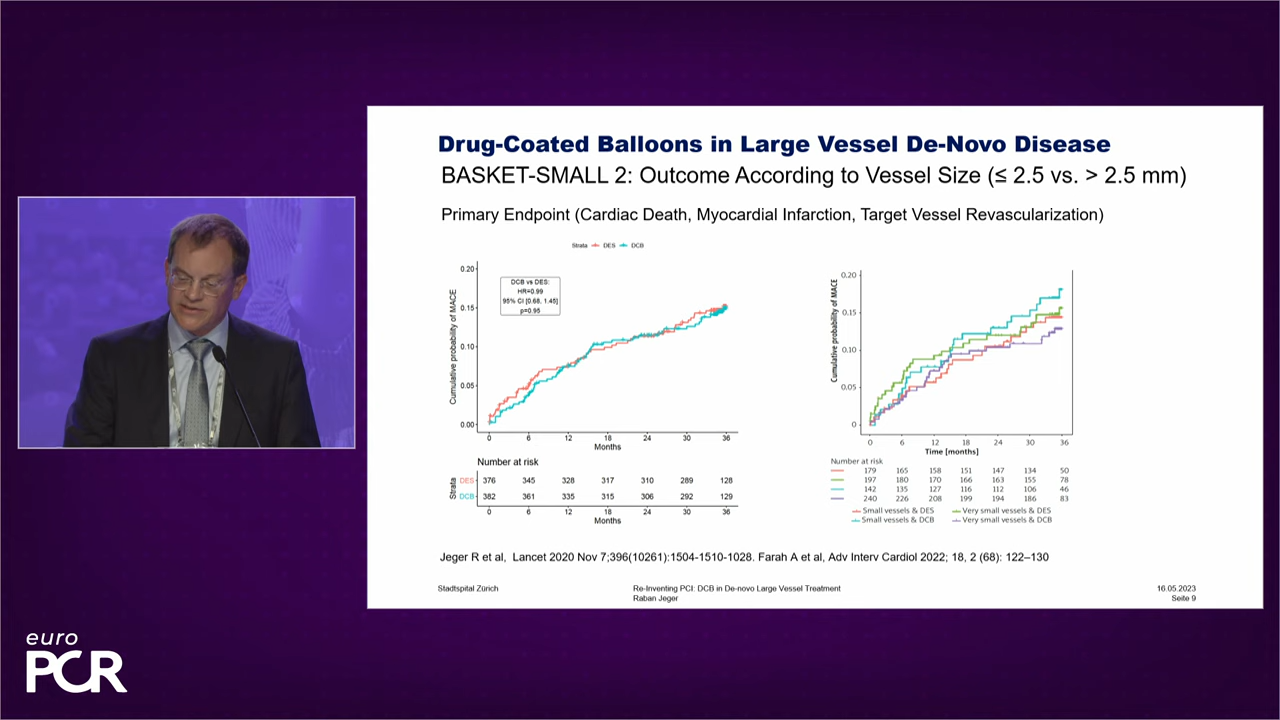 Drug-Coated Balloons in Large Vessel De-Novo Disease
BASKET-SMALL 2: Outcome According to Vessel Size (≤ 2.5 vs. > 2.5 mm)
Primary Endpoint (Cardiac Death, Myocardial Infarction, Target Vessel Revascularization)
Strata DES DCB
Cumulative probability of MACE
0.20
0.15
0.10
0.05
0.00
DCB vs DES:
HR=0.99
95% CI [0.68, 1.45]
p=0.95
0 6 12 18 24 30 36
Months
Number at risk
Strata
DES 376 345 328 317 310 289 128
DCB 382 361 335 315 306 292 129
0 6 12 18 24 30 36
Months
Cumulative probability of MACE
0.20
0.15
0.10
0.05
0
0 6 12 18 24 30 36
Time [months]
Number at risk
179 165 158 151 147 134 50
197 180 170 166 163 155 78
142 135 127 116 112 106 46
240 226 208 199 194 186 83
Small vessels & DES Very small vessels & DES
Small vessels & DCB Very small vessels & DCB
Jeger R et al, Lancet 2020 Nov 7;396(10261):1504-1510-1028. Farah A et al, Adv Interv Cardiol 2022; 18, 2 (68): 122–130
Stadtspital Zürich
Re-Inventing PCI: DCB in De-novo Large Vessel Treatment
Raban Jeger
16.05.2023
Seite 9
euro
PCR